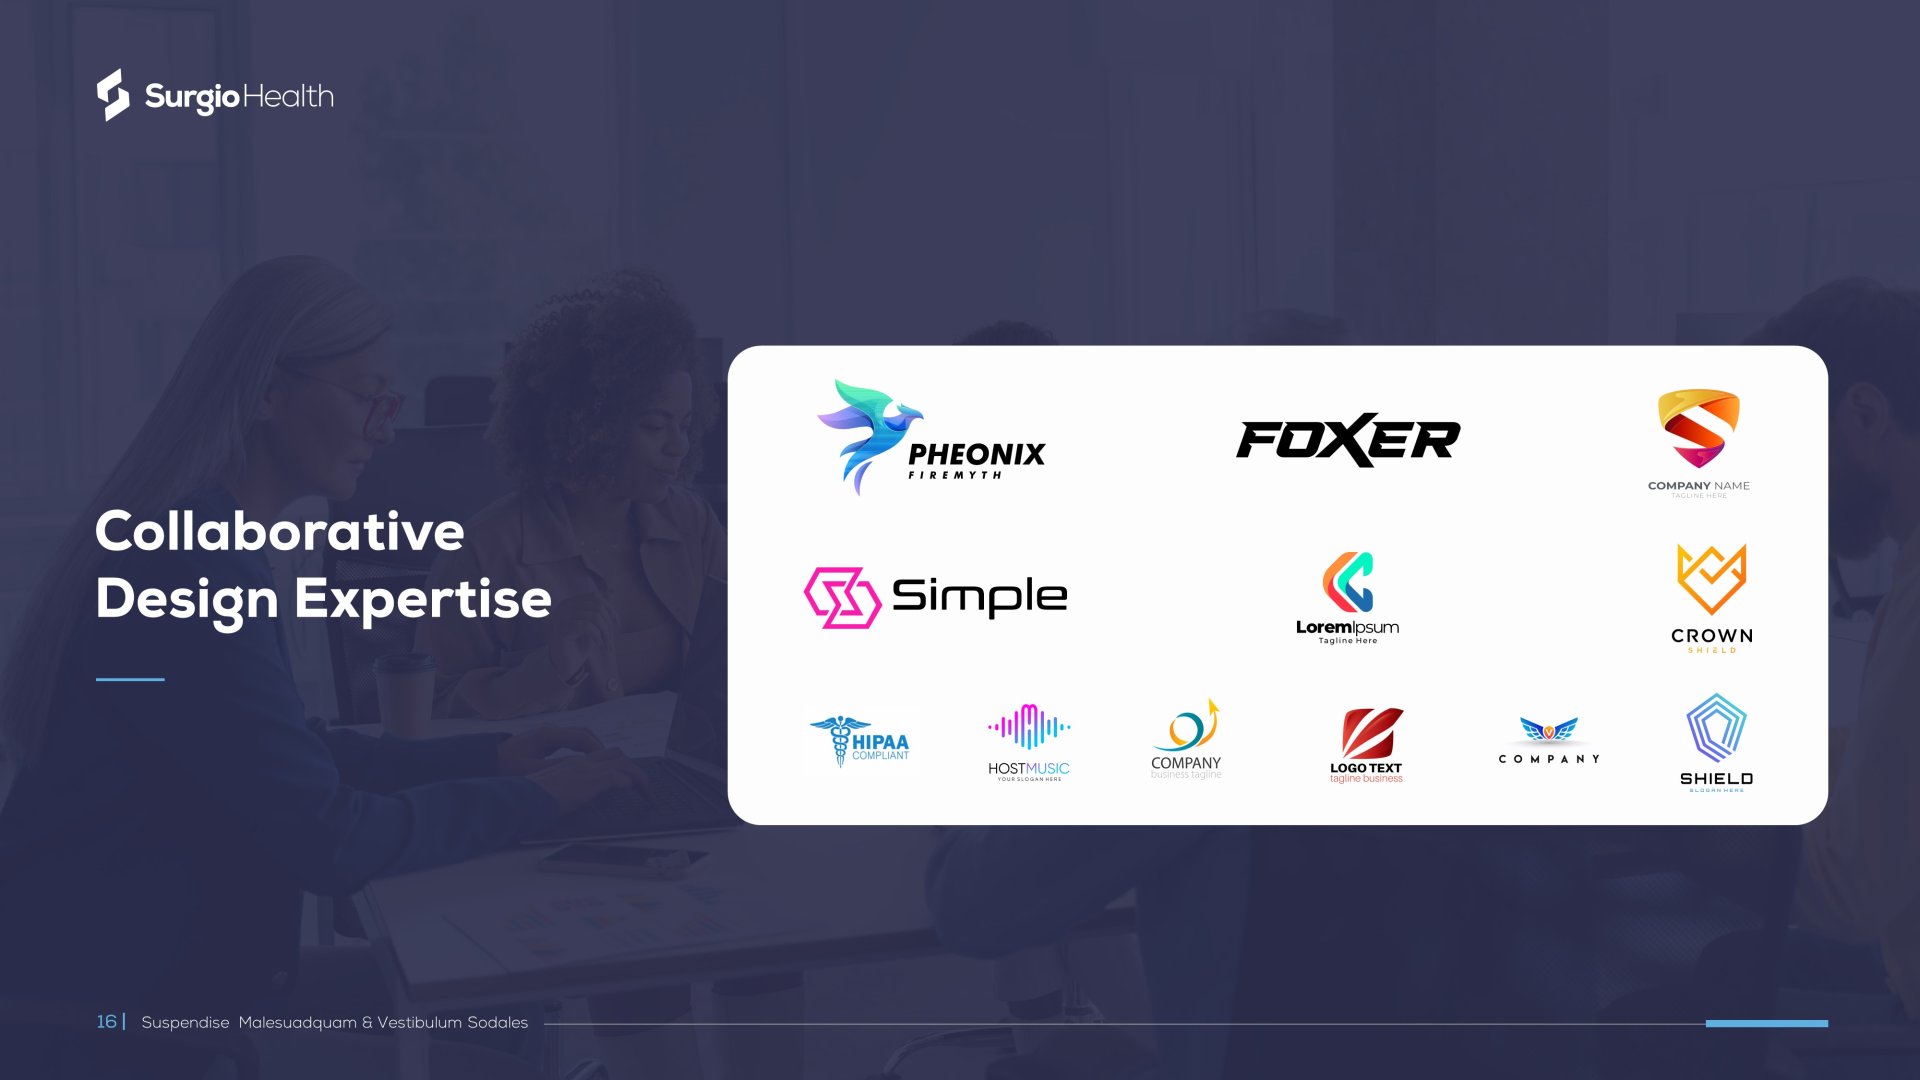 SurgioHealth
Collaborative
Design Expertise
PHEONIX
FIREMYTH
FOXER
COMPANY NAME
TAGLINE HERE
Simple
LoremIpsum
Tagline Here
CROWN
SHIELD
HIPAA
COMPLIANT
HOSTMUSIC
YOUR SLOGAN HERE
COMPANY
business tagline
LOGO TEXT
tagline business
COMPANY
SHIELD
SLOGAN HERE
16 | Suspendise Malesuadquam & Vestibulum Sodales